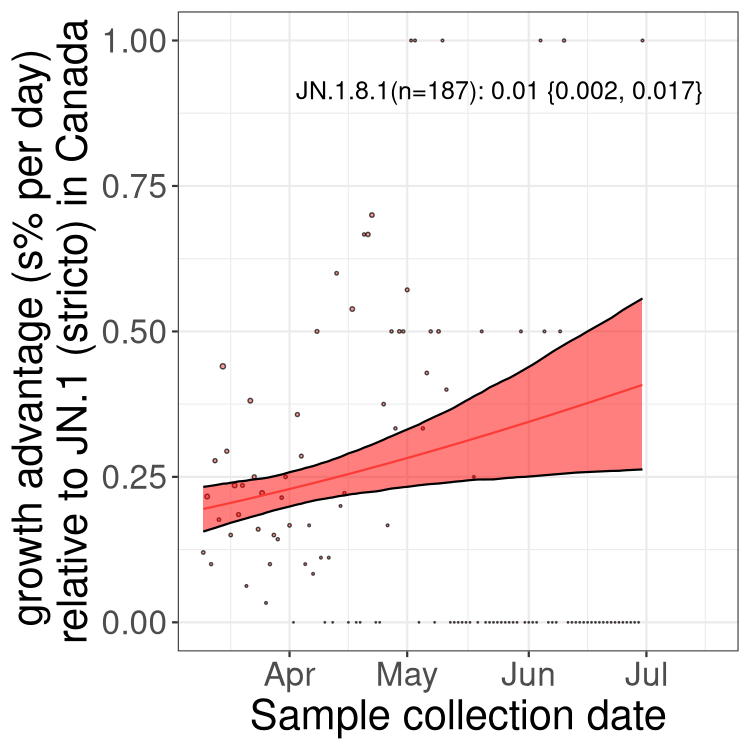 growth advantage (s% per day)
relative to JN.1 (stricto) in Canada
1.00
0.75
0.50
0.25
0.00
JN.1.8.1(n=187): 0.01 {0.002, 0.017}
Apr May Jun Jul
Sample collection date